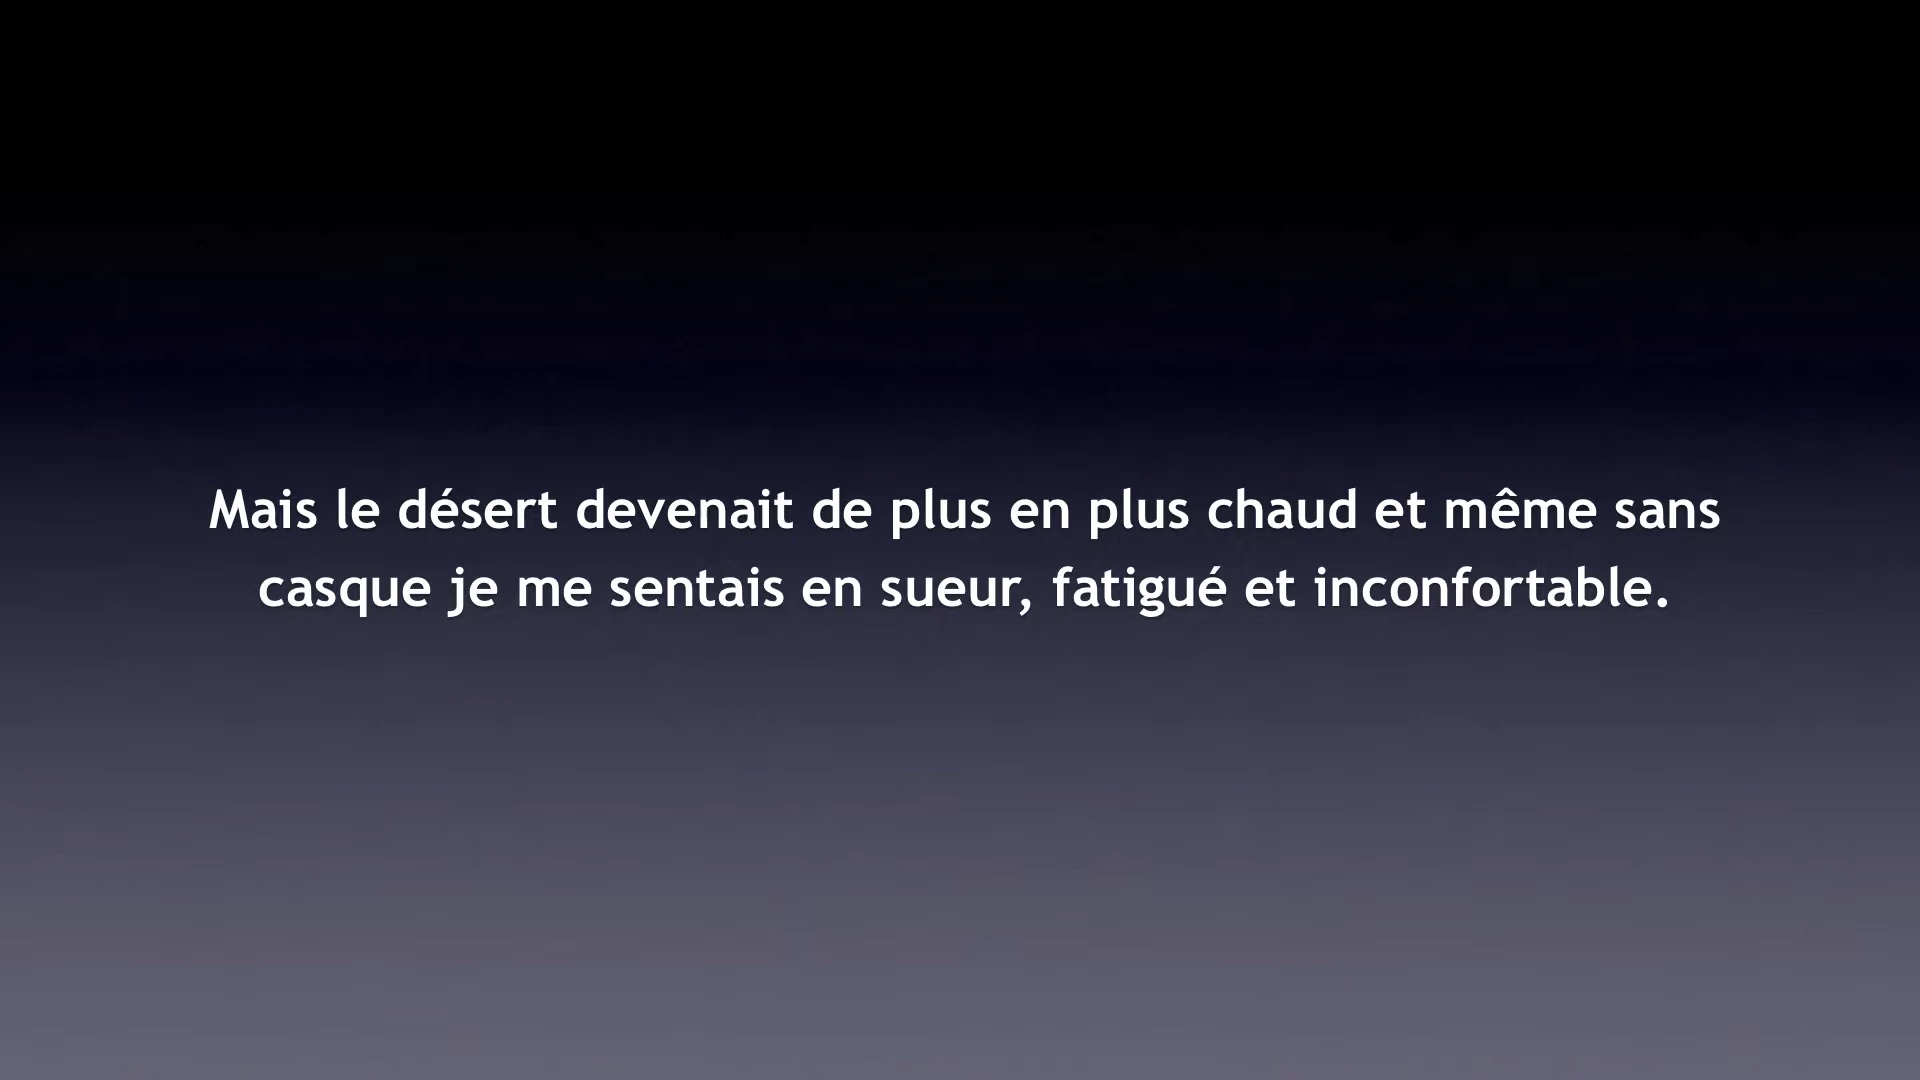 Mais le désert devenait de plus en plus chaud et même sans
casque je me sentais en sueur, fatigué et inconfortable.